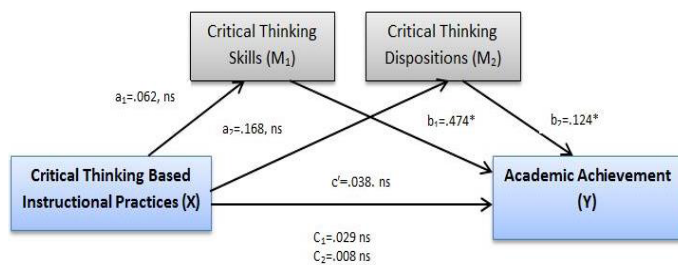 Critical Thinking
Skills (M₁)
Critical Thinking
Dispositions (M₂)
a₁=.062, ns
a₂=.168, ns
b₁=.474*
b₂=.124*
Critical Thinking Based
Instructional Practices (X)
c'=.038. ns
Academic Achievement
(Y)
C₁=.029 ns
C₂=.008 ns